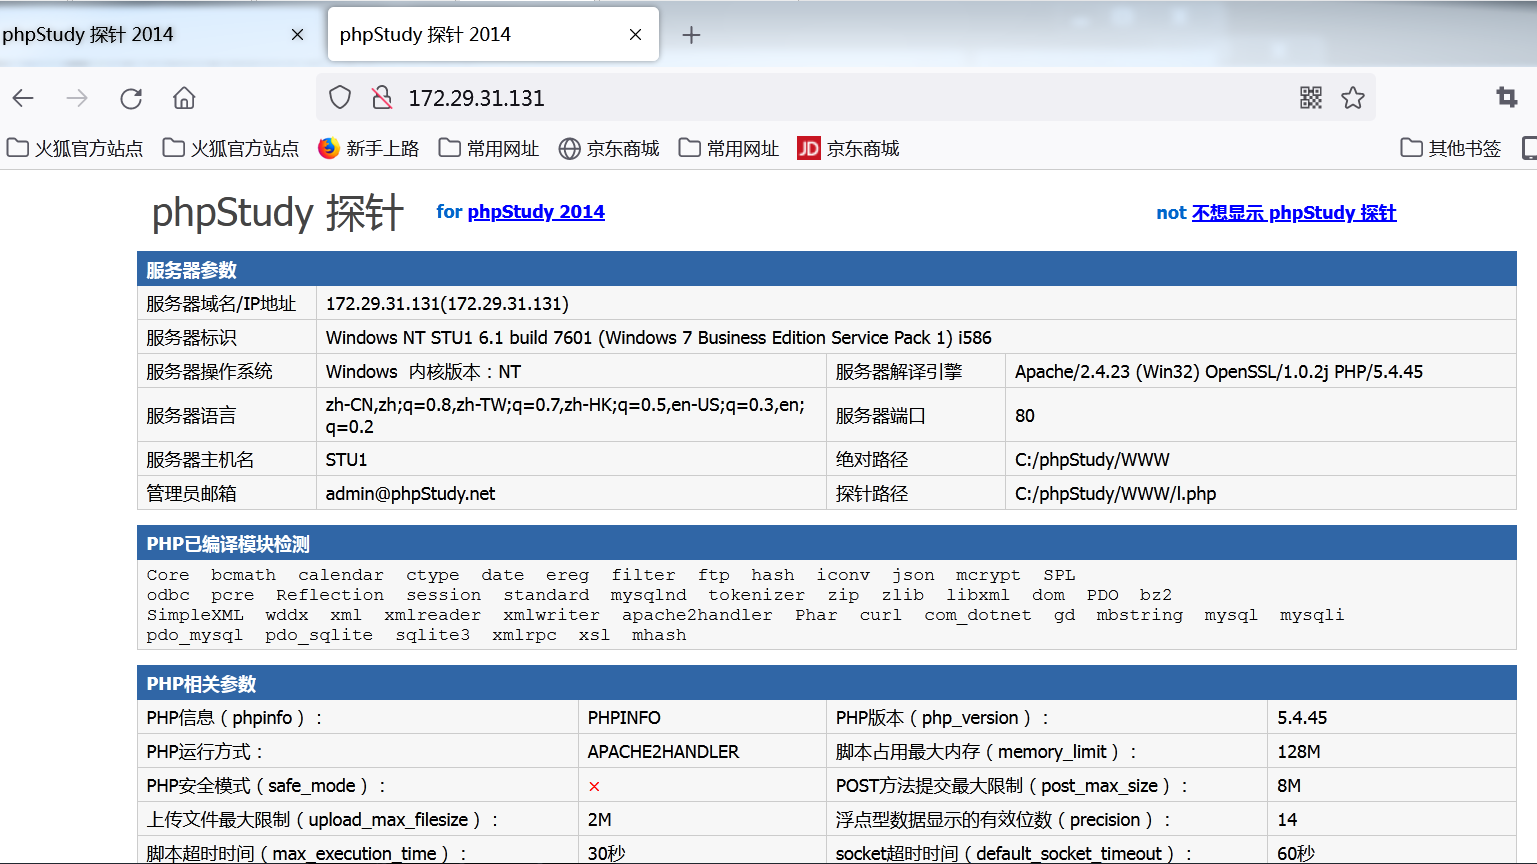 phpStudy 探针 2014
phpStudy 探针 2014
172.29.31.131
火狐官方站点 火狐官方站点 新手上路 常用网址 京东商城 常用网址 JD 京东商城 其他书签
phpStudy 探针 for phpStudy 2014 not 不想显示 phpStudy 探针
服务器参数
服务器域名/IP地址 172.29.31.131(172.29.31.131)
服务器标识 Windows NT STU1 6.1 build 7601 (Windows 7 Business Edition Service Pack 1) i586
服务器操作系统 Windows 内核版本：NT 服务器解译引擎 Apache/2.4.23 (Win32) OpenSSL/1.0.2j PHP/5.4.45
服务器语言 zh-CN,zh;q=0.8,zh-TW;q=0.7,zh-HK;q=0.5,en-US;q=0.3,en;
q=0.2 服务器端口 80
服务器主机名 STU1 绝对路径 C:/phpStudy/WWW
管理员邮箱 admin@phpStudy.net 探针路径 C:/phpStudy/WWW/l.php
PHP已编译模块检测
Core bcmath calendar ctype date ereg filter ftp hash iconv json mcrypt SPL
odbc pcre Reflection session standard mysqlnd tokenizer zip zlib libxml dom PDO bz2
SimpleXML wddx xml xmlreader xmlwriter apache2handler Phar curl com_dotnet gd mbstring mysql mysqli
pdo_mysql pdo_sqlite sqlite3 xmlrpc xsl mhash
PHP相关参数
PHP信息（phpinfo）： PHPINFO PHP版本（php_version）： 5.4.45
PHP运行方式： APACHE2HANDLER 脚本占用最大内存（memory_limit）： 128M
PHP安全模式（safe_mode）： × POST方法提交最大限制（post_max_size）： 8M
上传文件最大限制（upload_max_filesize）： 2M 浮点型数据显示的有效位数（precision）： 14
脚本超时时间（max_execution_time）： 30秒 socket超时时间（default_socket_timeout）： 60秒